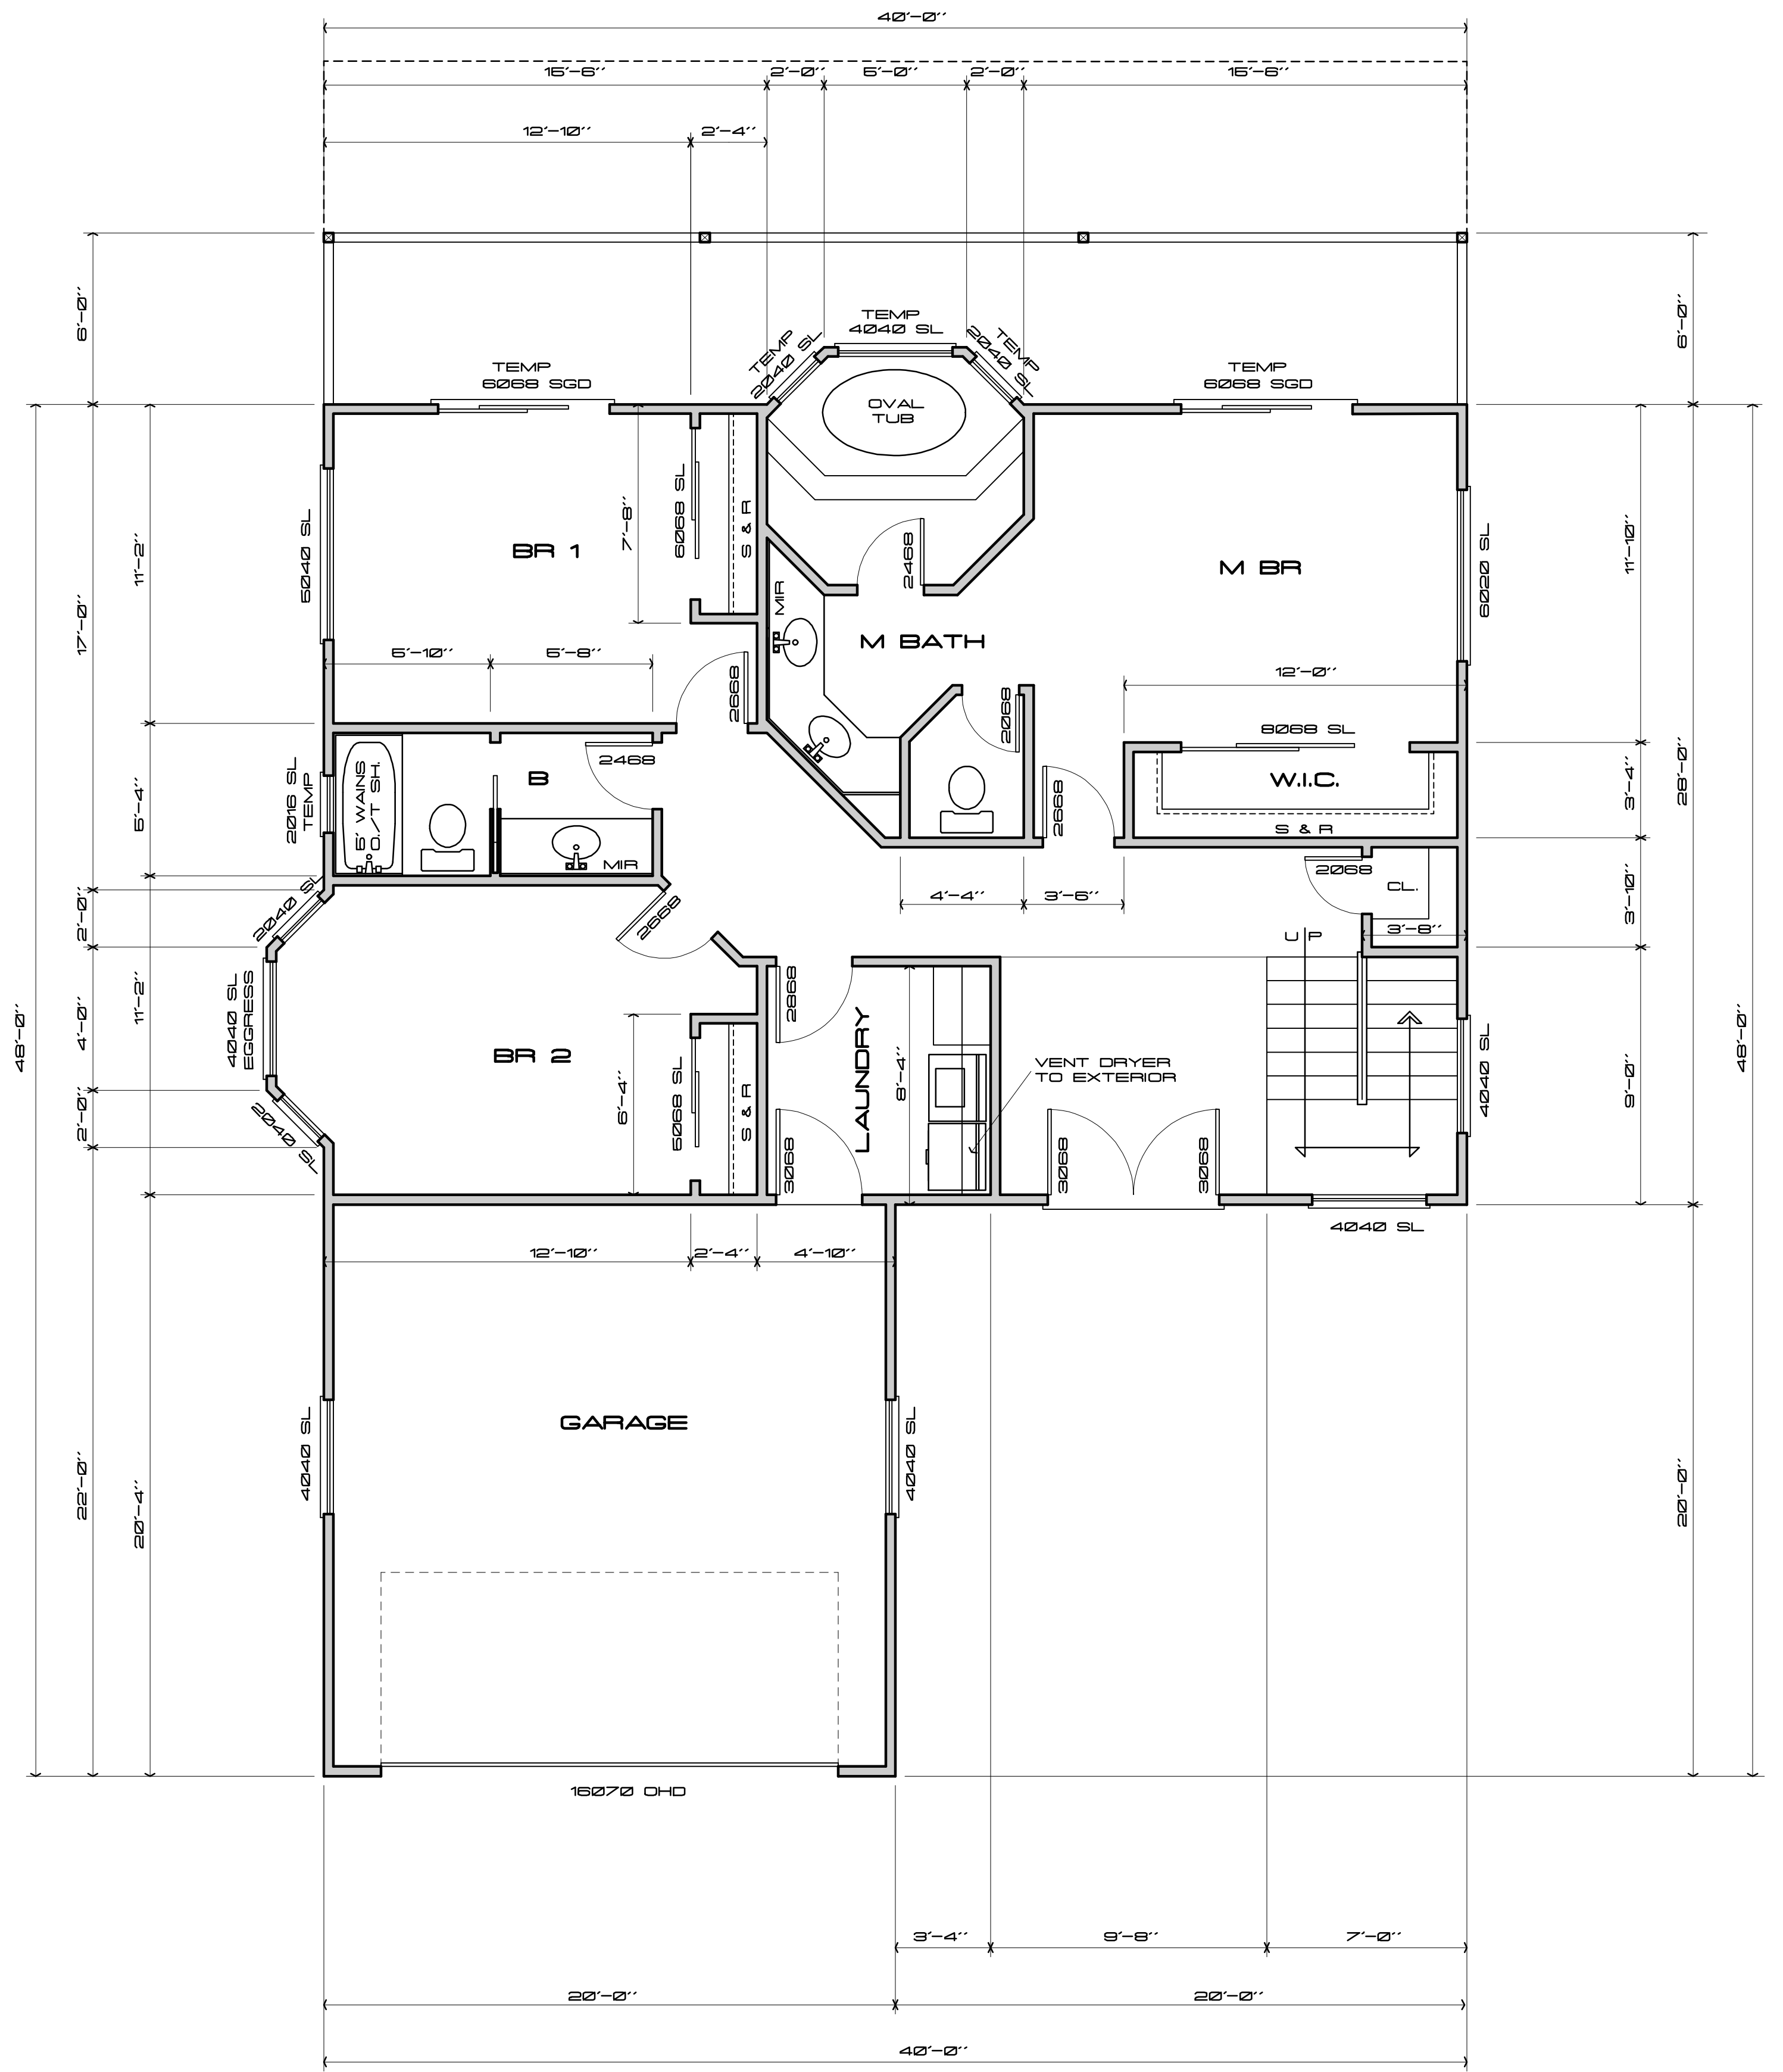 40'-0''
15'-6''
2'-0''
5'-0''
2'-0''
15'-6''
12'-10''
2'-4''
6'-0''
6'-0''
TEMP
2040 SL
TEMP
4040 SL
TEMP
2040 SL
TEMP
6068 SGD
TEMP
6068 SGD
OVAL
TUB
5040 SL
BR 1
7'-8''
6068 SL
S & R
2468
M BR
6020 SL
11'-2''
17'-0''
11'-10''
28'-0''
MIR
M BATH
5'-10''
5'-8''
2668
2068
12'-0''
8068 SL
W.I.C.
S & R
3'-4''
2016 SL
TEMP
5' WAINS
O./T SH.
B
2468
MIR
5'-4''
2668
2068
CL.
3'-10''
4'-4''
3'-6''
3'-8''
UP
2040 SL
2668
2'-0''
4040 SL
EGGRESS
4'-0''
11'-2''
48'-0''
BR 2
2868
LAUNDRY
8'-4''
VENT DRYER
TO EXTERIOR
4040 SL
9'-0''
48'-0''
6'-4''
5068 SL
S & R
3068
3068
3068
2'-0''
2040 SL
4040 SL
12'-10''
2'-4''
4'-10''
GARAGE
4040 SL
4040 SL
22'-0''
20'-4''
20'-0''
16070 OHD
3'-4''
9'-8''
7'-0''
20'-0''
20'-0''
40'-0''